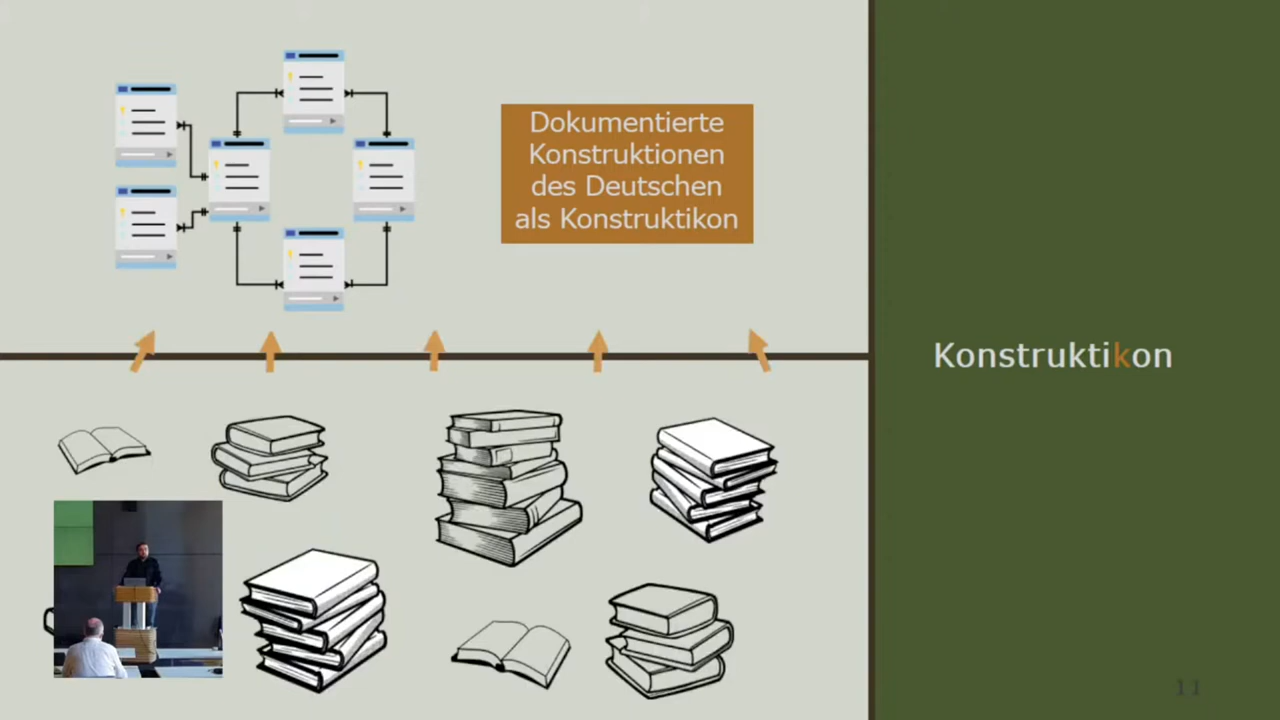 Dokumentierte
Konstruktionen
des Deutschen
als Konstruktikon
Konstruktikon
11